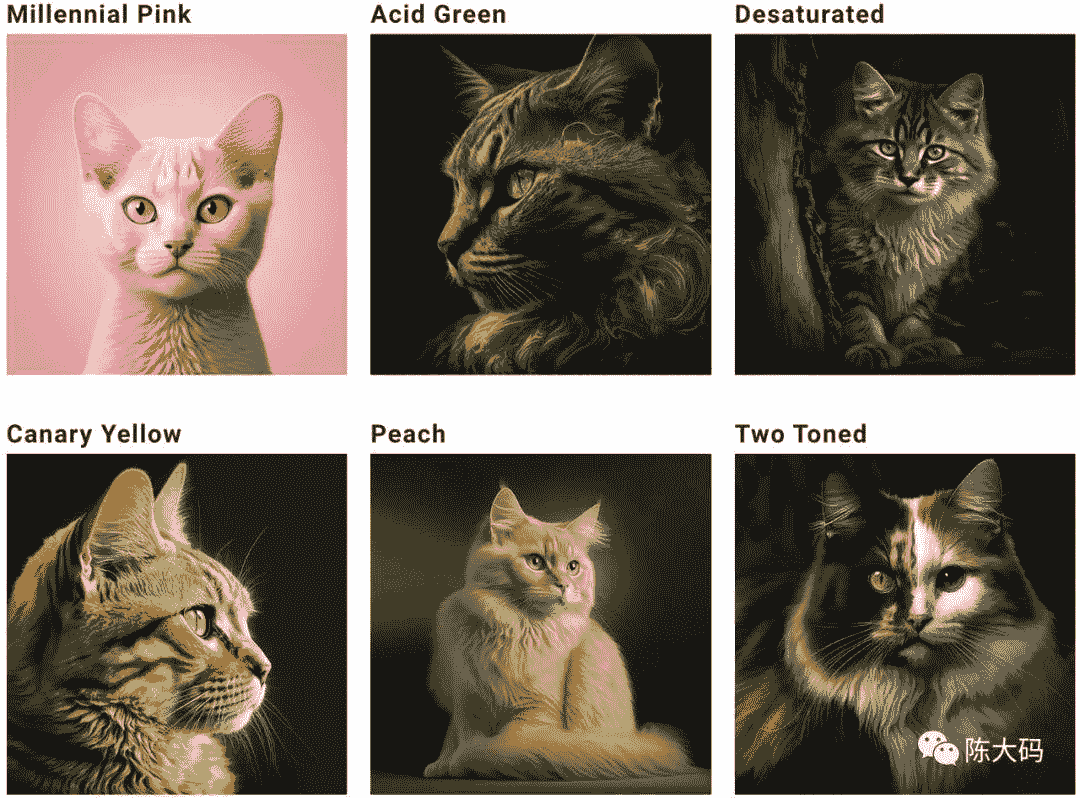 Millennial Pink
Acid Green
Desaturated
Canary Yellow
Peach
Two Toned
陈大码